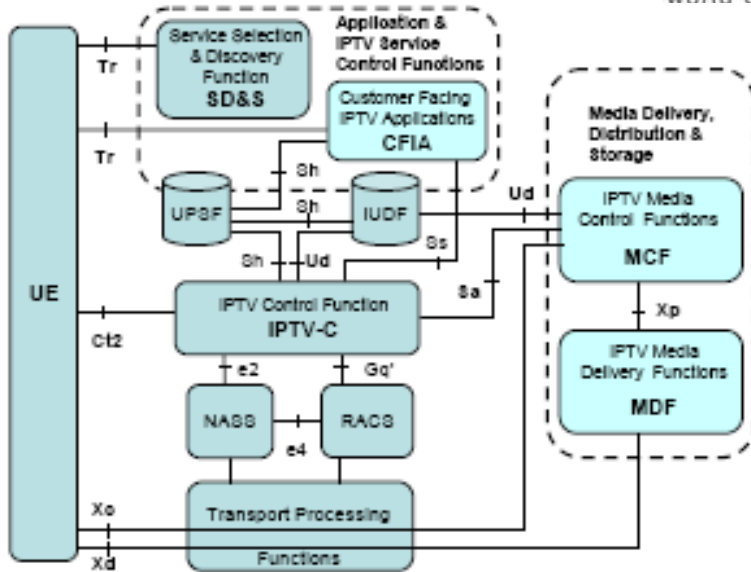 Service Selection
& Discovery
Function
SD&S
Application &
IPTV Service
Control Functions
Tr
Customer Facing
IPTV Applications
CFIA
Tr
Media Delivery,
Distribution &
Storage
Sh
UPSF
Sh
IUDF
Ud
IPTV Media
Control Functions
MCF
Sh
Ud
Ss
Sa
UE
IPTV Control Function
IPTV-C
Ct2
Xp
e2
Gq'
IPTV Media
Delivery Functions
MDF
NASS
RACS
e4
Xc
Transport Processing
Functions
Xd